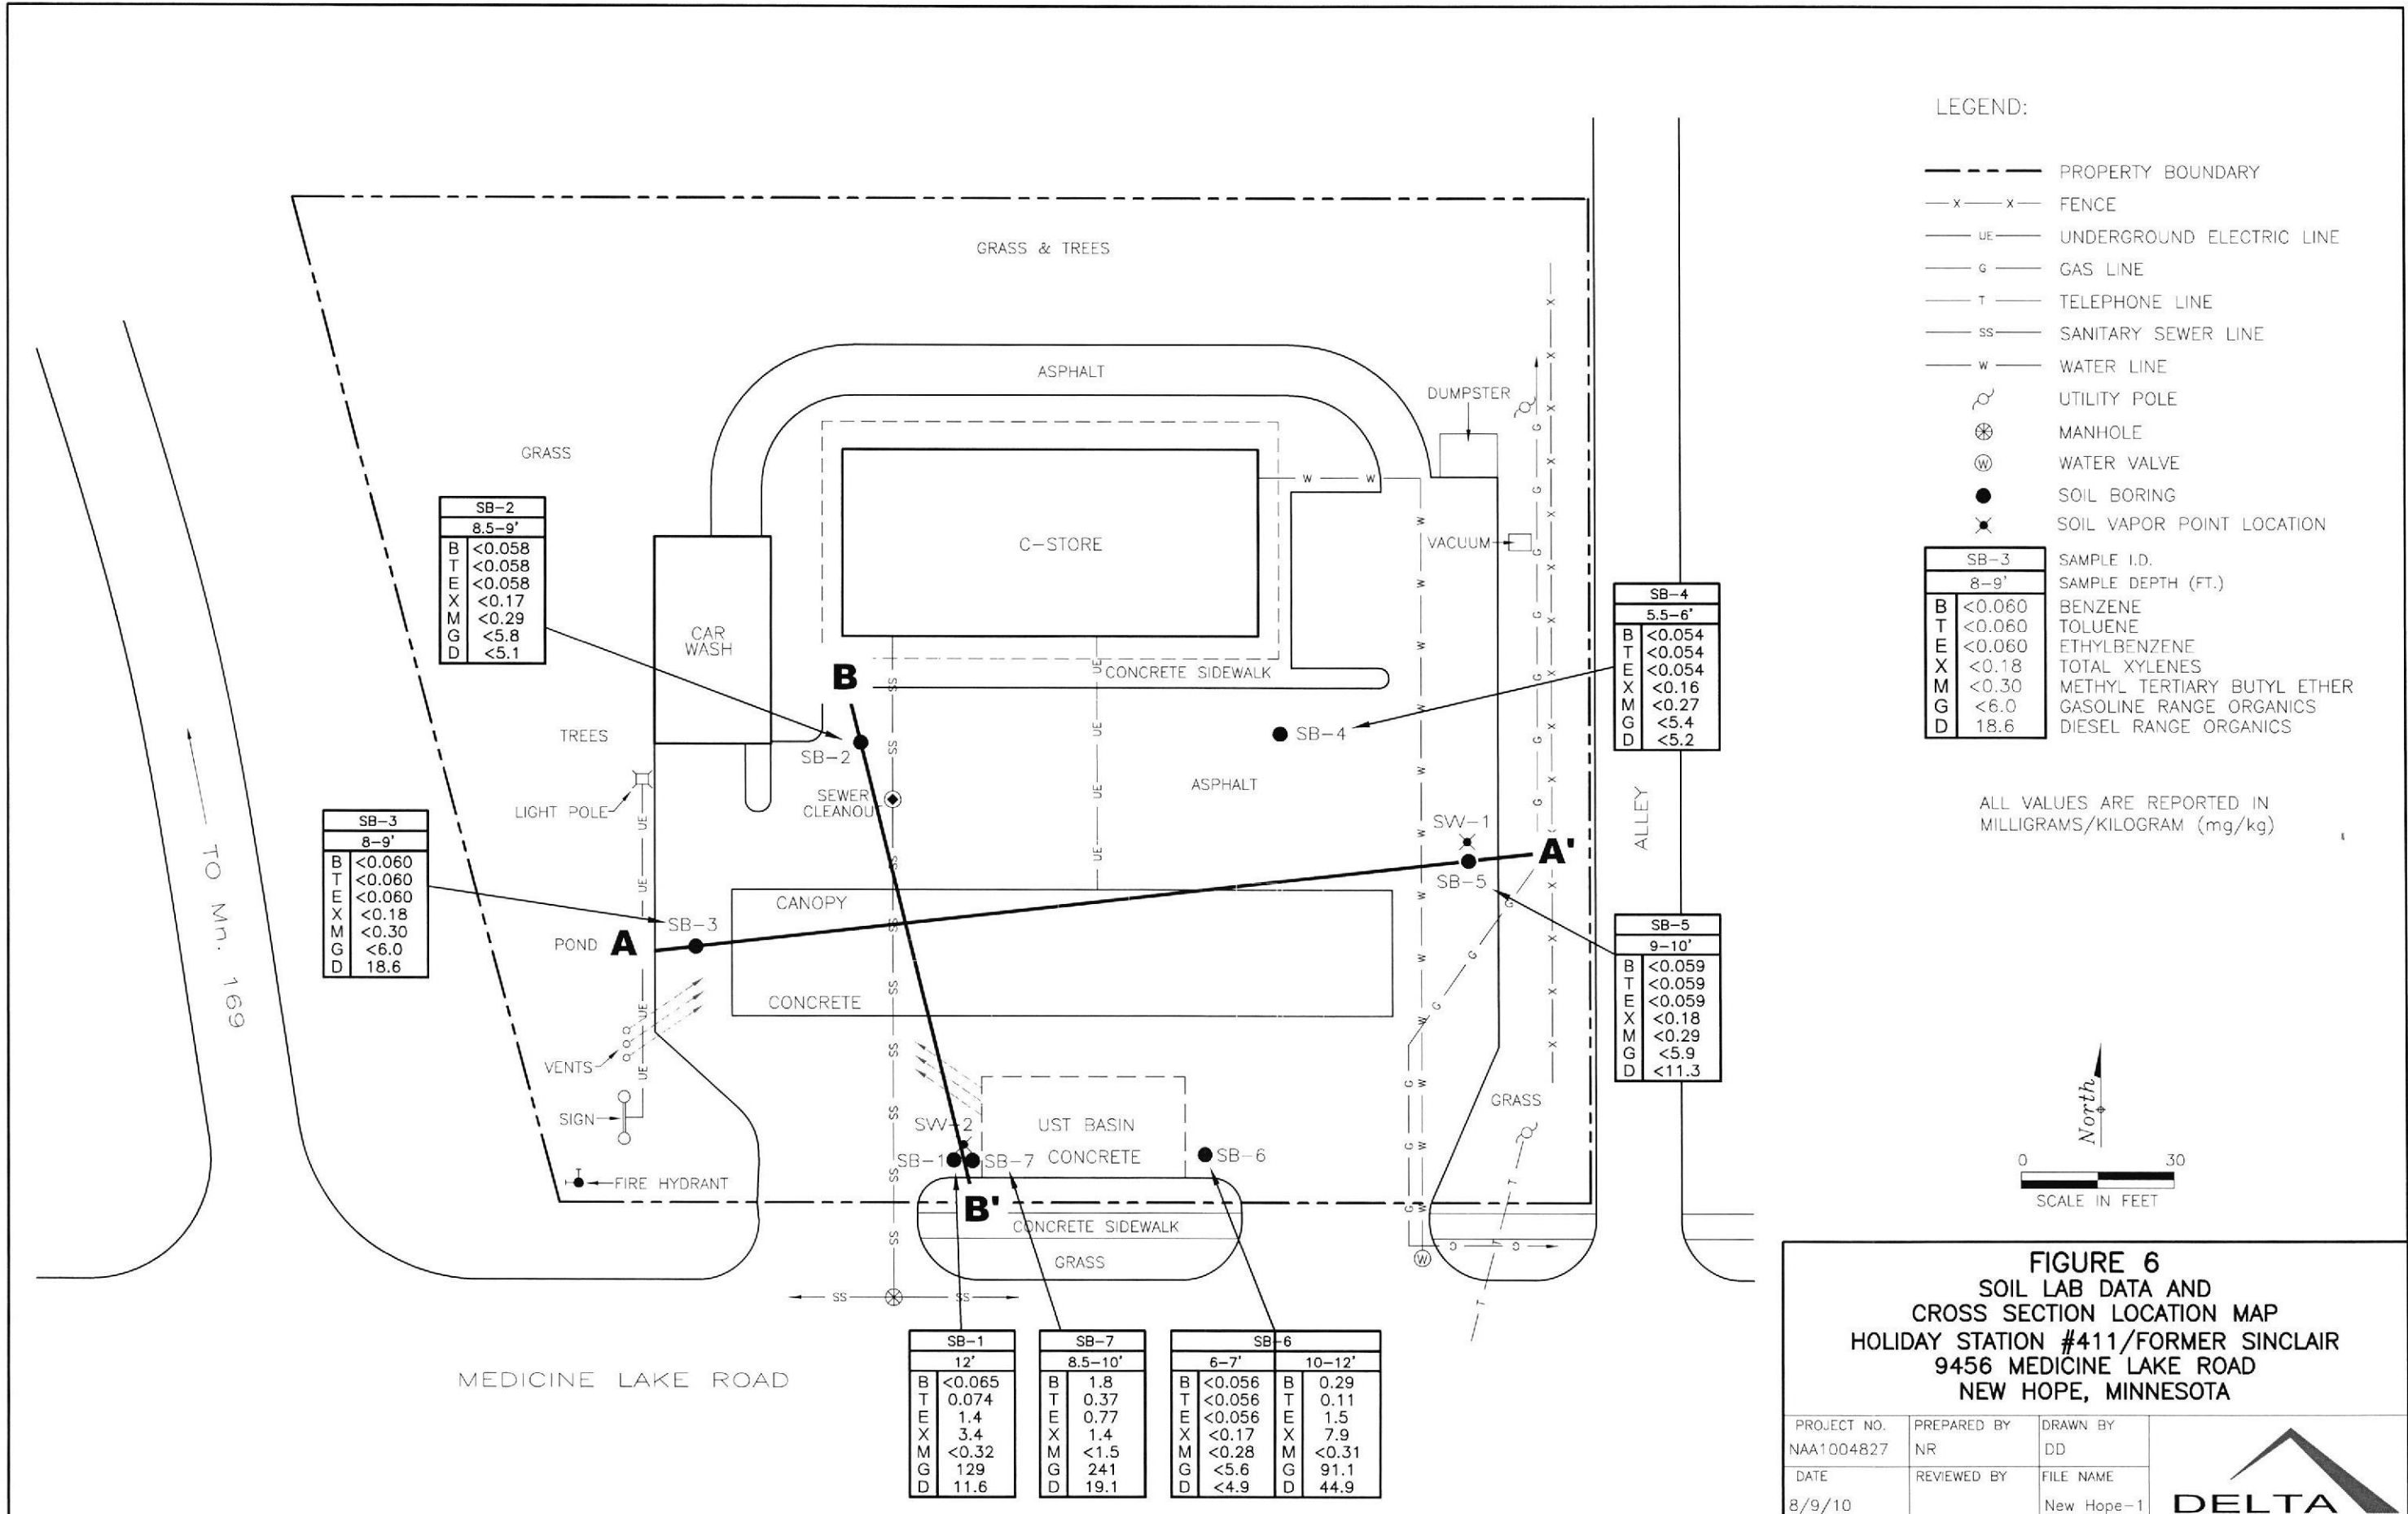 LEGEND:
PROPERTY BOUNDARY
X X FENCE
UE UNDERGROUND ELECTRIC LINE
G GAS LINE
T TELEPHONE LINE
SS SANITARY SEWER LINE
W WATER LINE
UTILITY POLE
MANHOLE
W WATER VALVE
SOIL BORING
SOIL VAPOR POINT LOCATION
SB-3 SAMPLE I.D.
8-9' SAMPLE DEPTH (FT.)
B <0.060 BENZENE
T <0.060 TOLUENE
E <0.060 ETHYLBENZENE
X <0.18 TOTAL XYLENES
M <0.30 METHYL TERTIARY BUTYL ETHER
G <6.0 GASOLINE RANGE ORGANICS
D 18.6 DIESEL RANGE ORGANICS
ALL VALUES ARE REPORTED IN
MILLIGRAMS/KILOGRAM (mg/kg)
GRASS & TREES
ASPHALT
DUMPSTER
GRASS
C-STORE
VACUUM
SB-2
8.5-9'
B <0.058
T <0.058
E <0.058
X <0.17
M <0.29
G <5.8
D <5.1
CAR
WASH
SB-4
5.5-6'
B <0.054
T <0.054
E <0.054
X <0.16
M <0.27
G <5.4
D <5.2
CONCRETE SIDEWALK
B
TREES
SB-2
SB-4
ASPHALT
LIGHT POLE
SEWER
CLEANOU
SVV-1
A'
SB-5
ALLEY
SB-3
8-9'
B <0.060
T <0.060
E <0.060
X <0.18
M <0.30
G <6.0
D 18.6
TO Mn. 169
CANOPY
SB-3
POND
A
CONCRETE
SB-5
9-10'
B <0.059
T <0.059
E <0.059
X <0.18
M <0.29
G <5.9
D <11.3
VENTS
SIGN
FIRE HYDRANT
SVV-2
UST BASIN
CONCRETE
SB-1
SB-7
SB-6
GRASS
B'
CONCRETE SIDEWALK
GRASS
W
SS SS
North
0 30
SCALE IN FEET
MEDICINE LAKE ROAD
SB-1
12'
B <0.065
T 0.074
E 1.4
X 3.4
M <0.32
G 129
D 11.6
SB-7
8.5-10'
B 1.8
T 0.37
E 0.77
X 1.4
M <1.5
G 241
D 19.1
SB-6
6-7' 10-12'
B <0.056 B 0.29
T <0.056 T 0.11
E <0.056 E 1.5
X <0.17 X 7.9
M <0.28 M <0.31
G <5.6 G 91.1
D <4.9 D 44.9
FIGURE 6
SOIL LAB DATA AND
CROSS SECTION LOCATION MAP
HOLIDAY STATION #411/FORMER SINCLAIR
9456 MEDICINE LAKE ROAD
NEW HOPE, MINNESOTA
PROJECT NO. PREPARED BY DRAWN BY
NAA1004827 NR DD
DATE REVIEWED BY FILE NAME
8/9/10 New Hope-1
DELTA